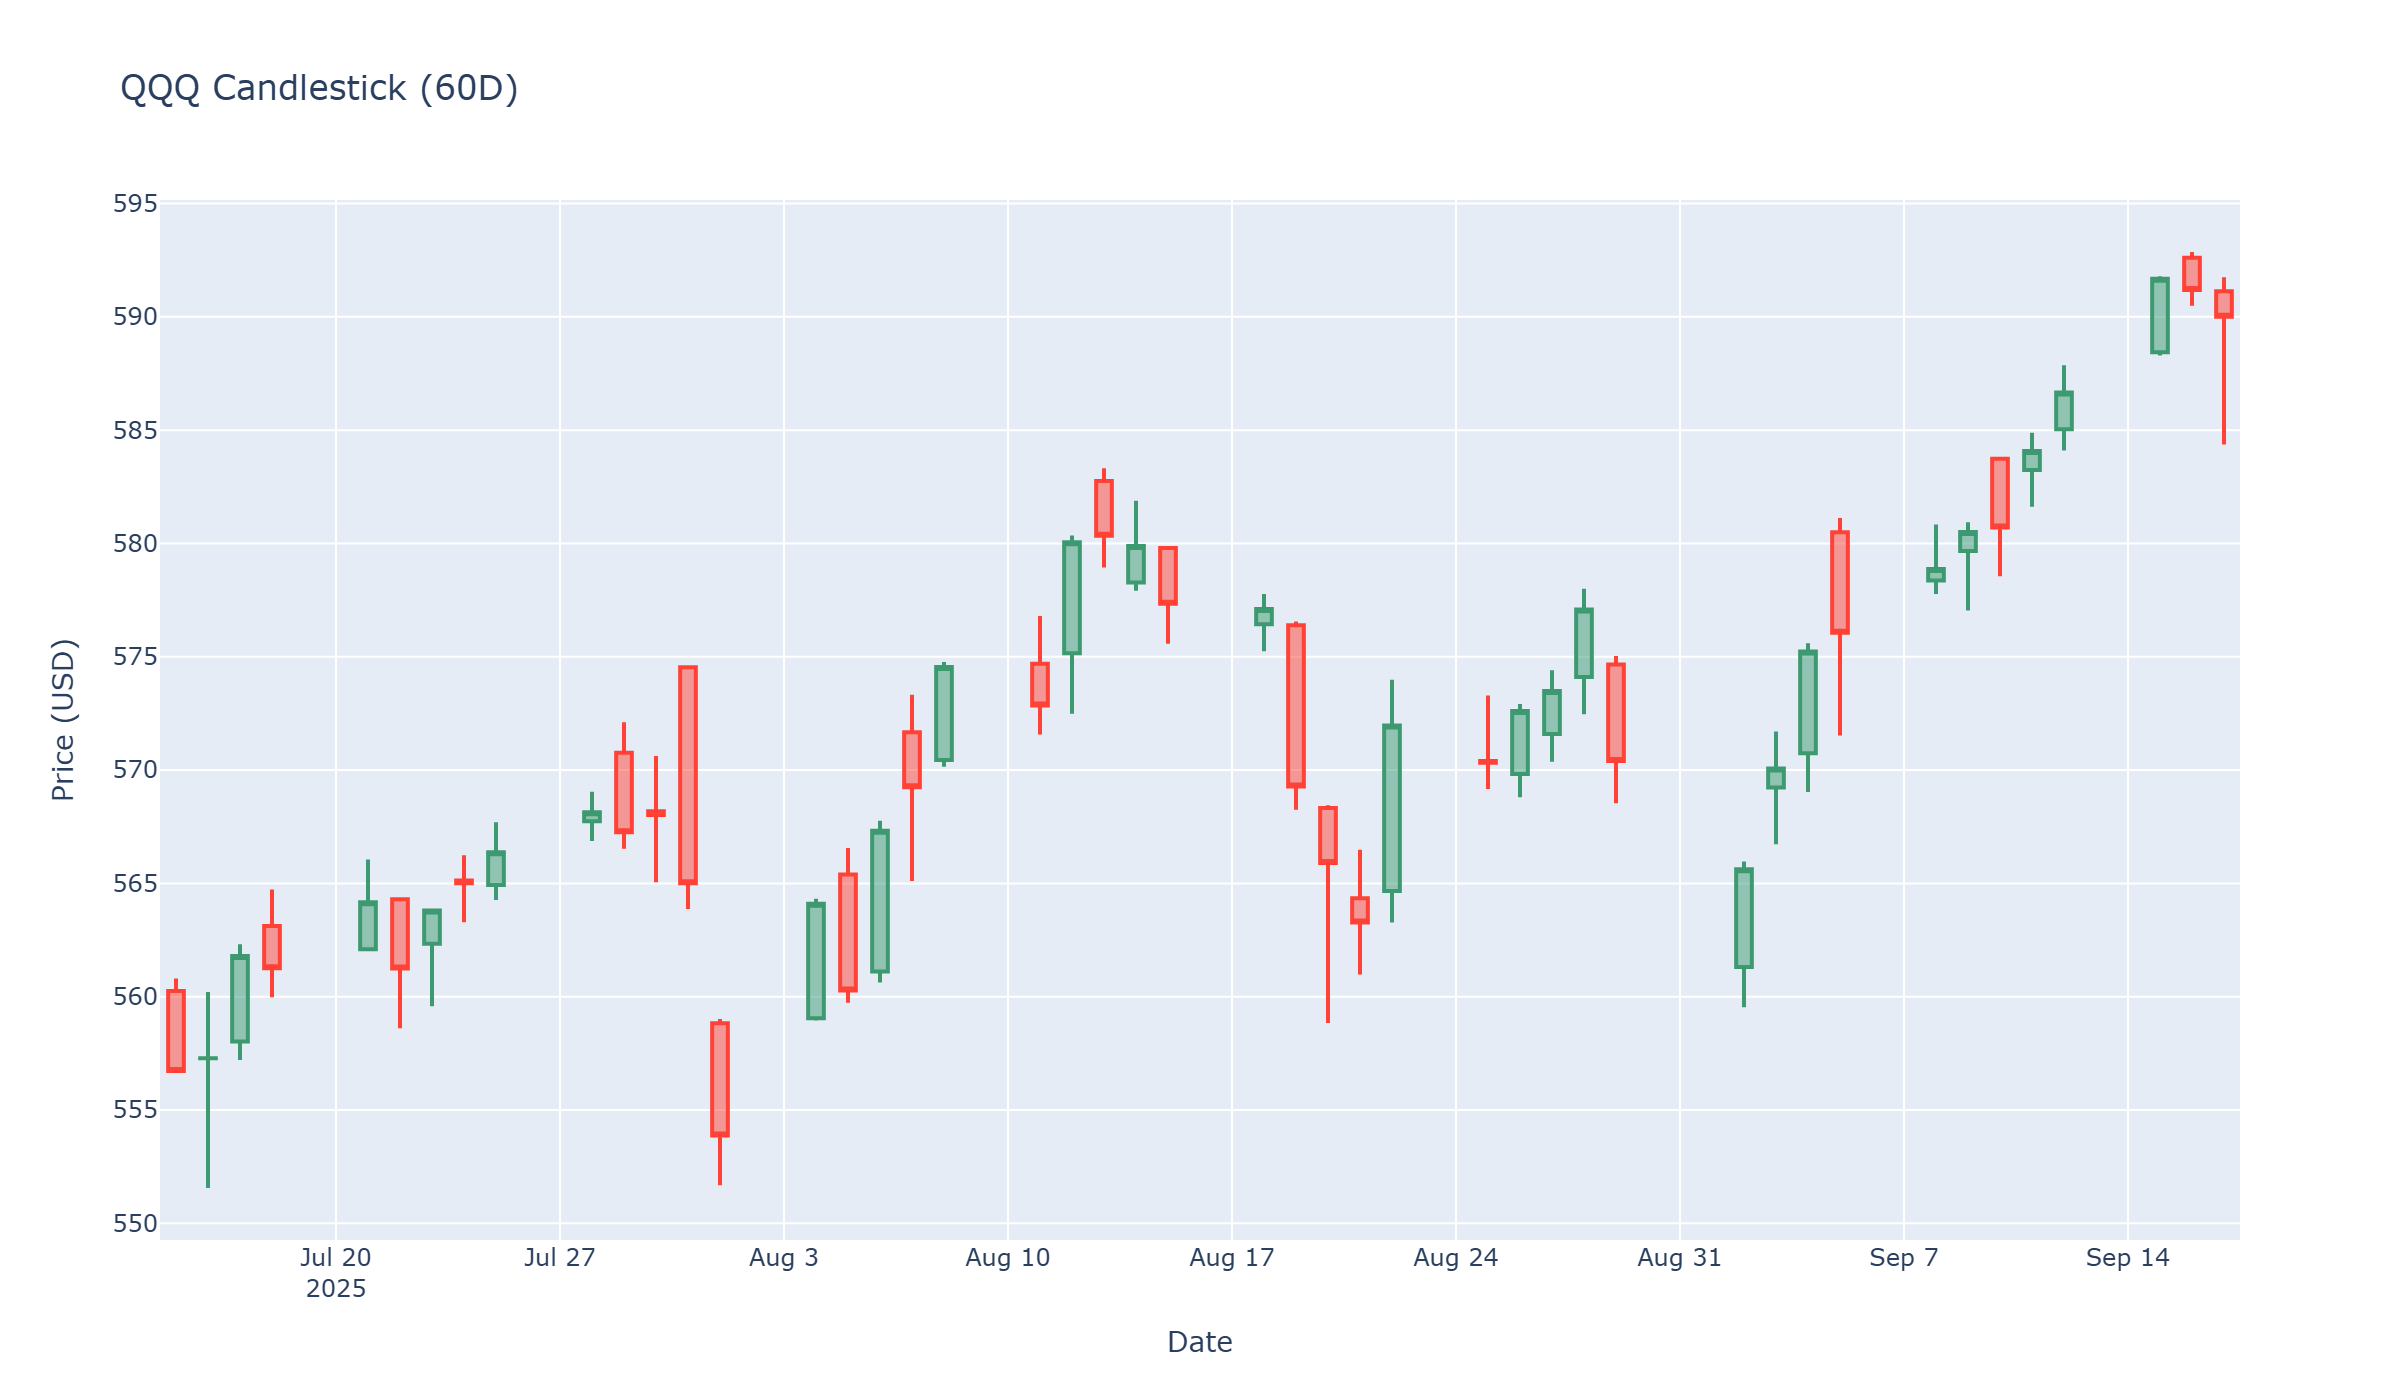 QQQ Candlestick (60D)
595
590
585
580
575
570
565
560
555
550
Price (USD)
Jul 20
2025
Jul 27
Aug 3
Aug 10
Aug 17
Aug 24
Aug 31
Sep 7
Sep 14
Date